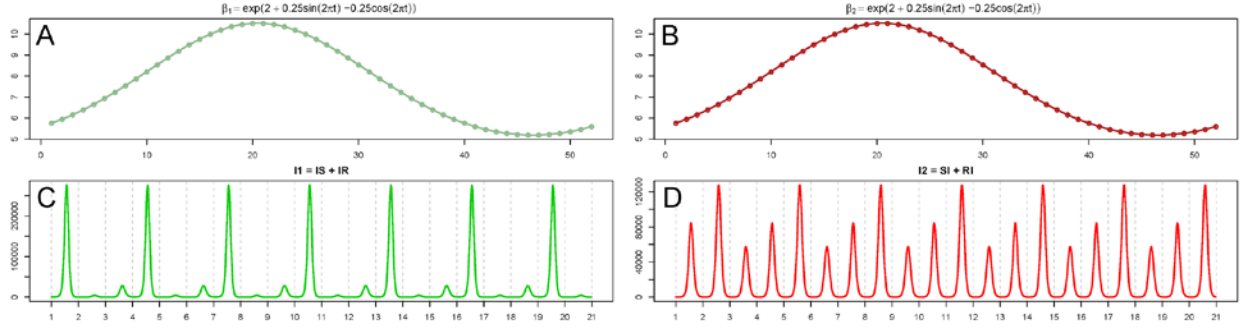 β₁ = exp(2 + 0.25sin(2πt) −0.25cos(2πt))
A
10
9
8
7
6
5
0 10 20 30 40 50
β₂ = exp(2 + 0.25sin(2πt) −0.25cos(2πt))
B
10
9
8
7
6
5
0 10 20 30 40 50
I1 = IS + IR
C
200000
100000
0
1 2 3 4 5 6 7 8 9 10 11 12 13 14 15 16 17 18 19 20 21
I2 = SI + RI
D
120000
80000
40000
0
1 2 3 4 5 6 7 8 9 10 11 12 13 14 15 16 17 18 19 20 21